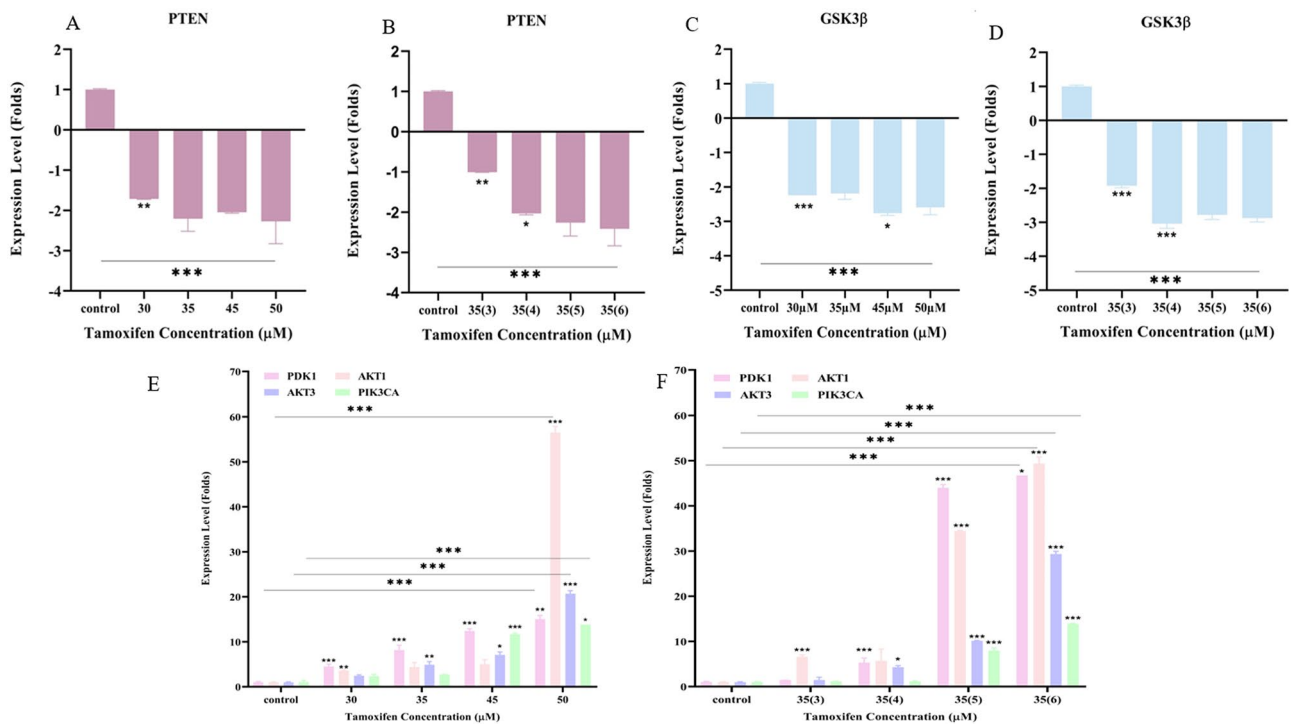 A
PTEN
Expression Level (Folds)
2
1
0
-1
-2
-3
-4
**
***
control 30 35 45 50
Tamoxifen Concentration (μM)
B
PTEN
Expression Level (Folds)
2
1
0
-1
-2
-3
-4
**
*
***
control 35(3) 35(4) 35(5) 35(6)
Tamoxifen Concentration (μM)
C
GSK3β
Expression Level (Folds)
2
1
0
-1
-2
-3
-4
-5
***
*
***
control 30μM 35μM 45μM 50μM
Tamoxifen Concentration (μM)
D
GSK3β
Expression Level (Folds)
2
1
0
-1
-2
-3
-4
-5
***
***
***
control 35(3) 35(4) 35(5) 35(6)
Tamoxifen Concentration (μM)
E
PDK1 AKT1
AKT3 PIK3CA
Expression Level (Folds)
70
60
50
40
30
20
10
0
***
***
***
***
*** **
*** **
*** * ***
** *** *** *
control 30 35 45 50
Tamoxifen Concentration (μM)
F
PDK1 AKT1
AKT3 PIK3CA
Expression Level (Folds)
70
60
50
40
30
20
10
0
***
***
***
***
***
*** *
*** *** *** ***
* *** *** ***
control 35(3) 35(4) 35(5) 35(6)
Tamoxifen Concentration (μM)